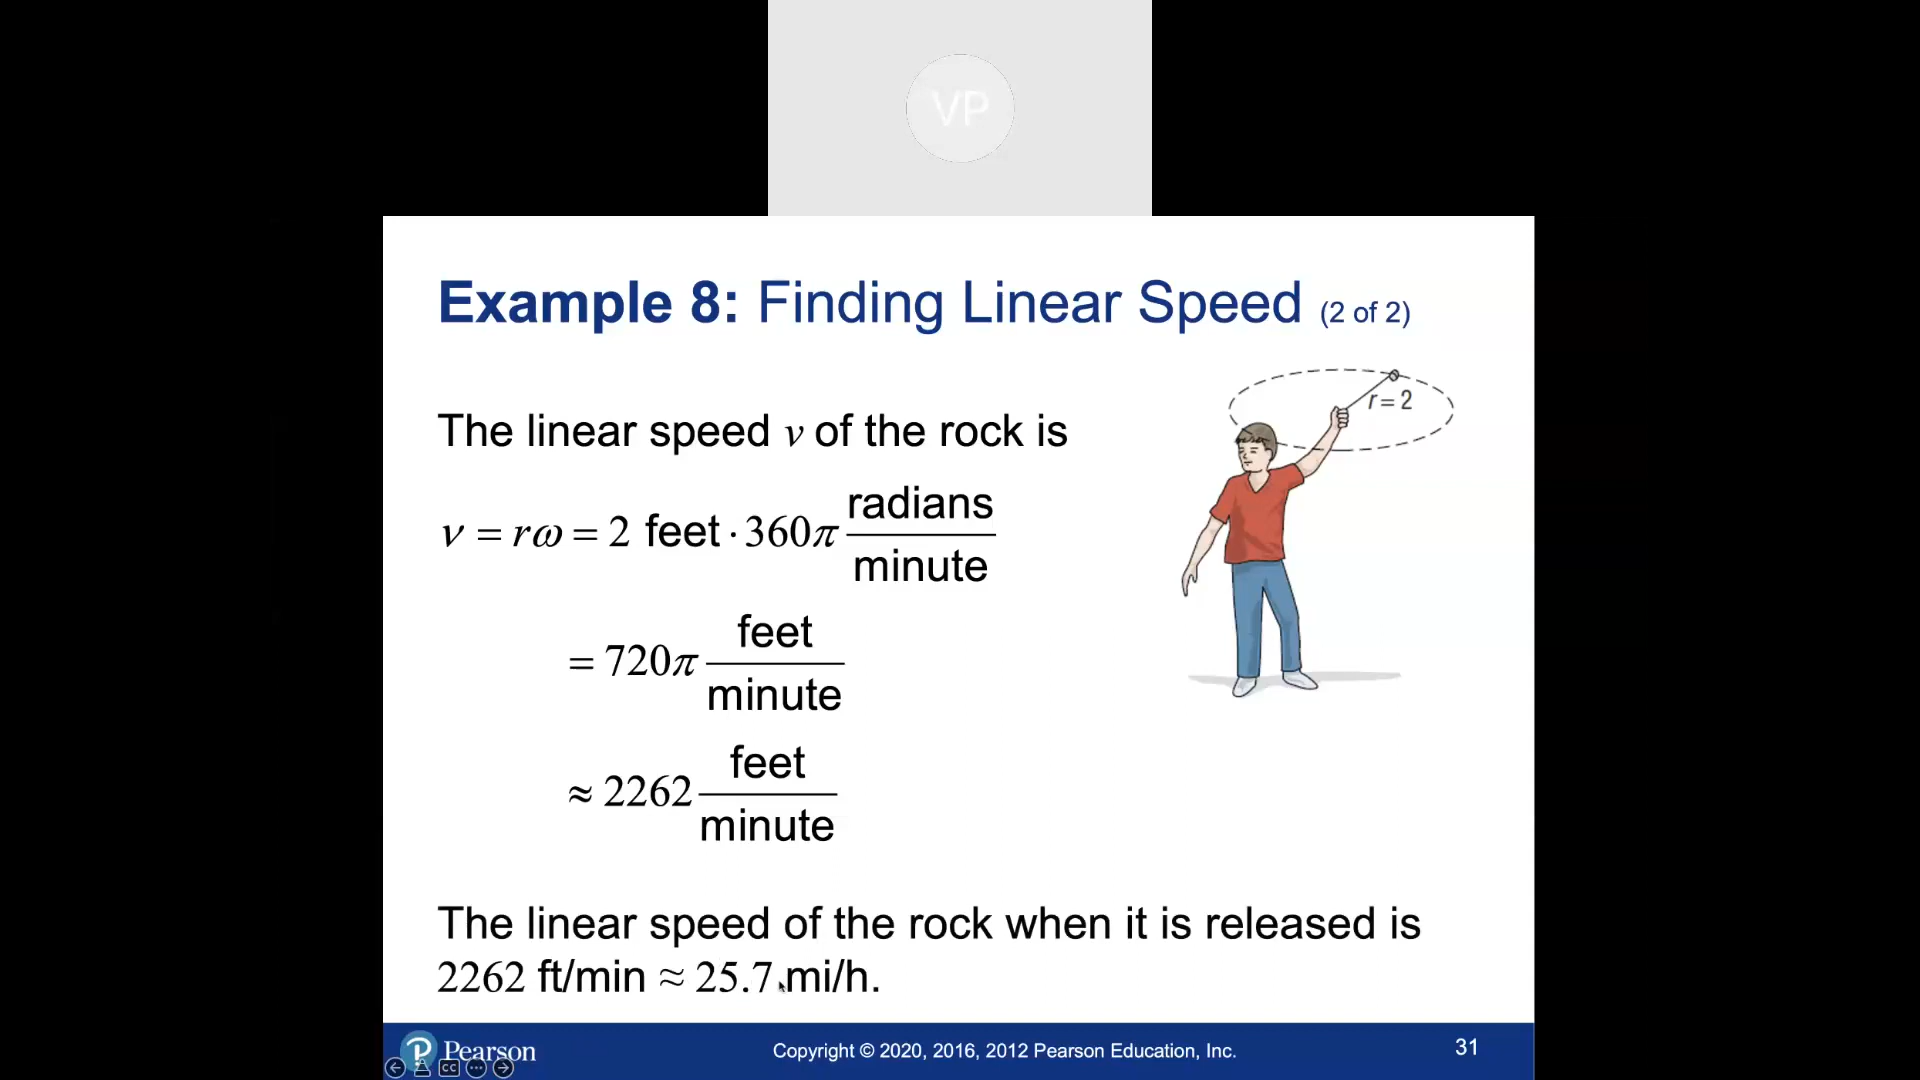 VP
Example 8: Finding Linear Speed (2 of 2)
The linear speed v of the rock is
r = 2
ν = rω = 2 feet · 360π radians/minute
= 720π feet/minute
≈ 2262 feet/minute
The linear speed of the rock when it is released is
2262 ft/min ≈ 25.7 mi/h.
Pearson
Copyright © 2020, 2016, 2012 Pearson Education, Inc.
31
CC